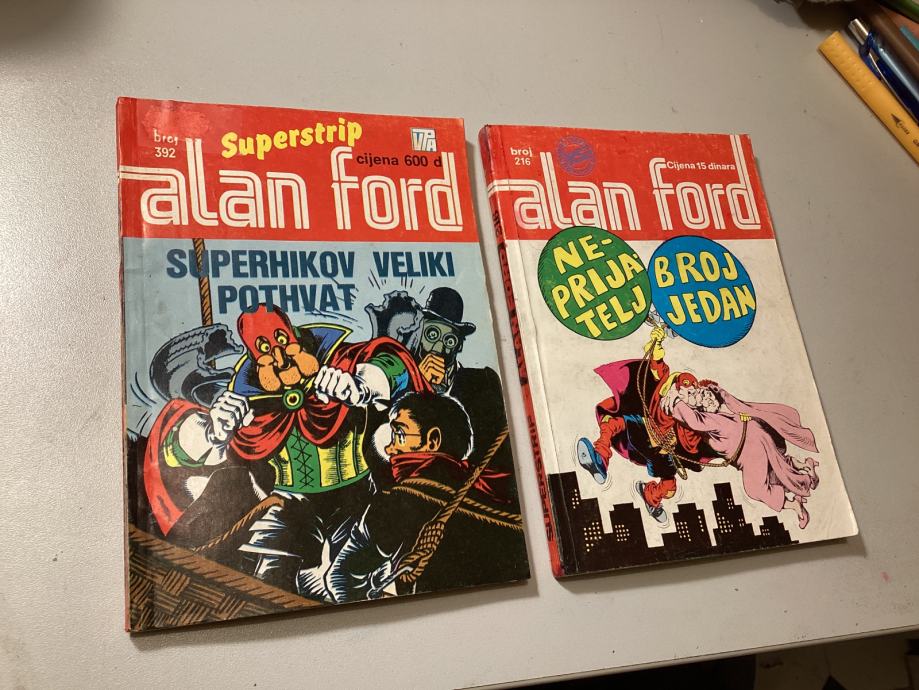 broj
392
Superstrip
VTA
cijena 600 d
alan ford
SUPERHIKOV VELIKI
POTHVAT
broj
216
Cijena 15 dinara
alan ford
NE-
PRIJA-
TELJ
BROJ
JEDAN